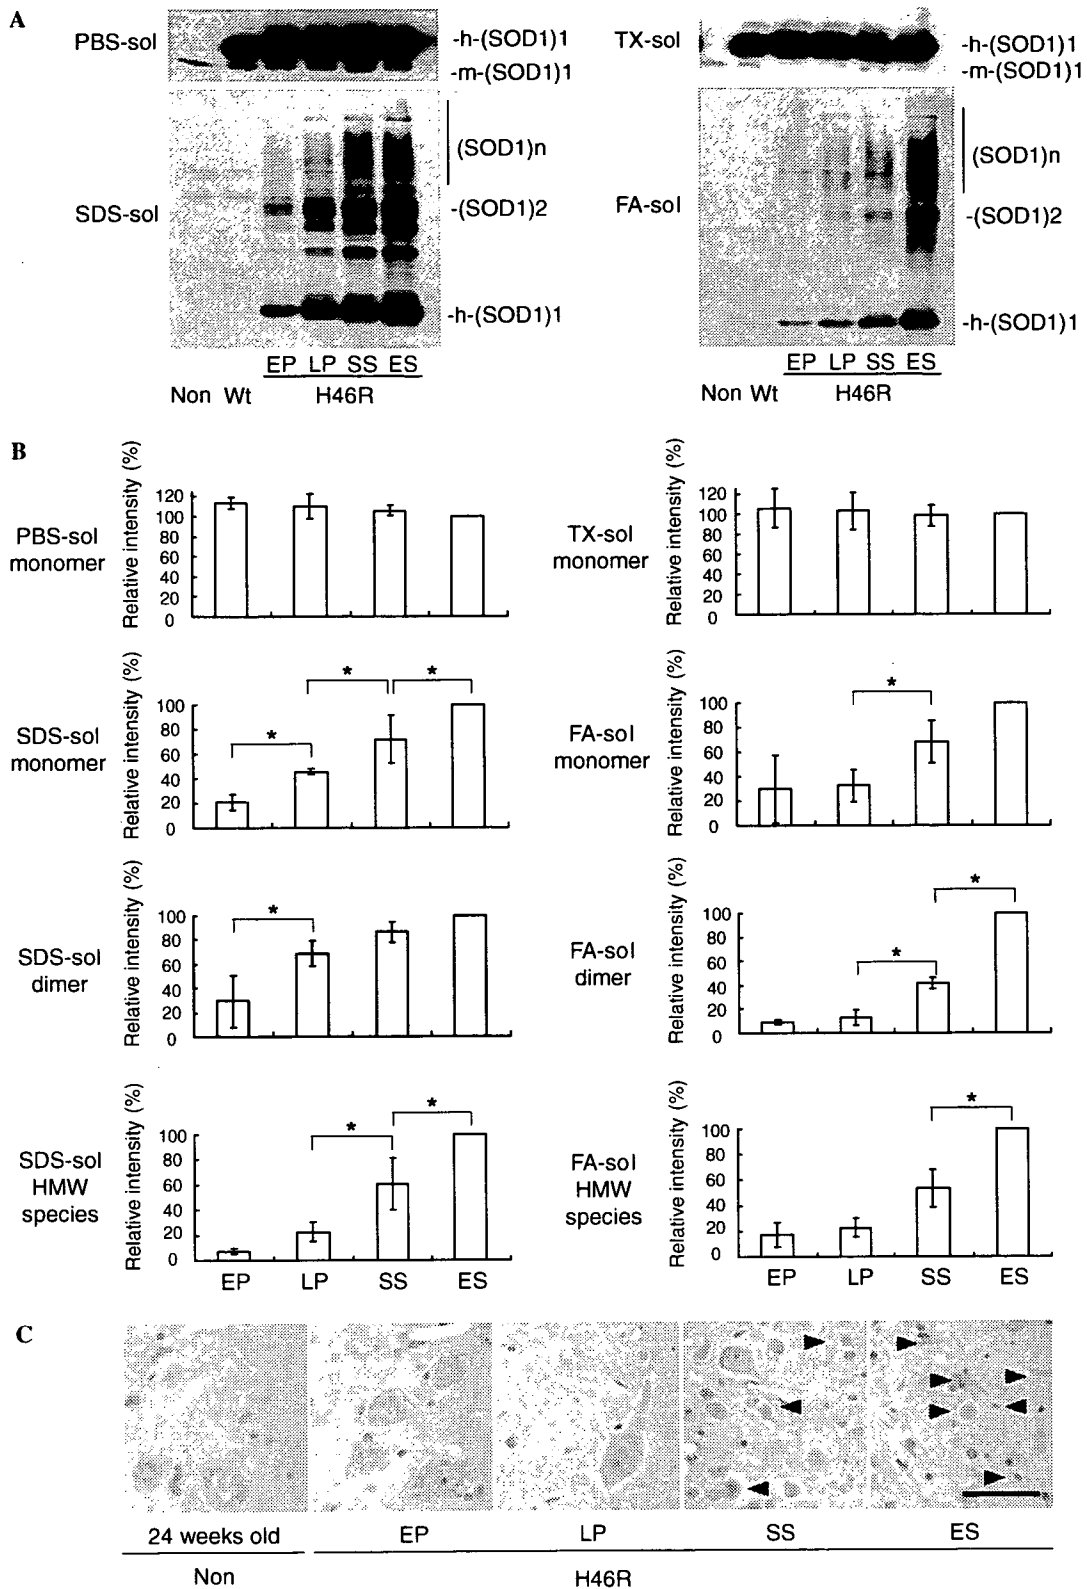 A
PBS-sol
-h-(SOD1)1
-m-(SOD1)1
SDS-sol
(SOD1)n
-(SOD1)2
-h-(SOD1)1
EP LP SS ES
Non Wt H46R
TX-sol
-h-(SOD1)1
-m-(SOD1)1
FA-sol
(SOD1)n
-(SOD1)2
-h-(SOD1)1
EP LP SS ES
Non Wt H46R
B
PBS-sol
monomer
Relative intensity (%)
120
100
80
60
40
20
0
TX-sol
monomer
Relative intensity (%)
120
100
80
60
40
20
0
SDS-sol
monomer
Relative intensity (%)
100
80
60
40
20
0
* * *
FA-sol
monomer
Relative intensity (%)
100
80
60
40
20
0
*
SDS-sol
dimer
Relative intensity (%)
100
80
60
40
20
0
*
FA-sol
dimer
Relative intensity (%)
100
80
60
40
20
0
* *
SDS-sol
HMW
species
Relative intensity (%)
100
80
60
40
20
0
* *
EP LP SS ES
FA-sol
HMW
species
Relative intensity (%)
100
80
60
40
20
0
*
EP LP SS ES
C
24 weeks old EP LP SS ES
Non H46R